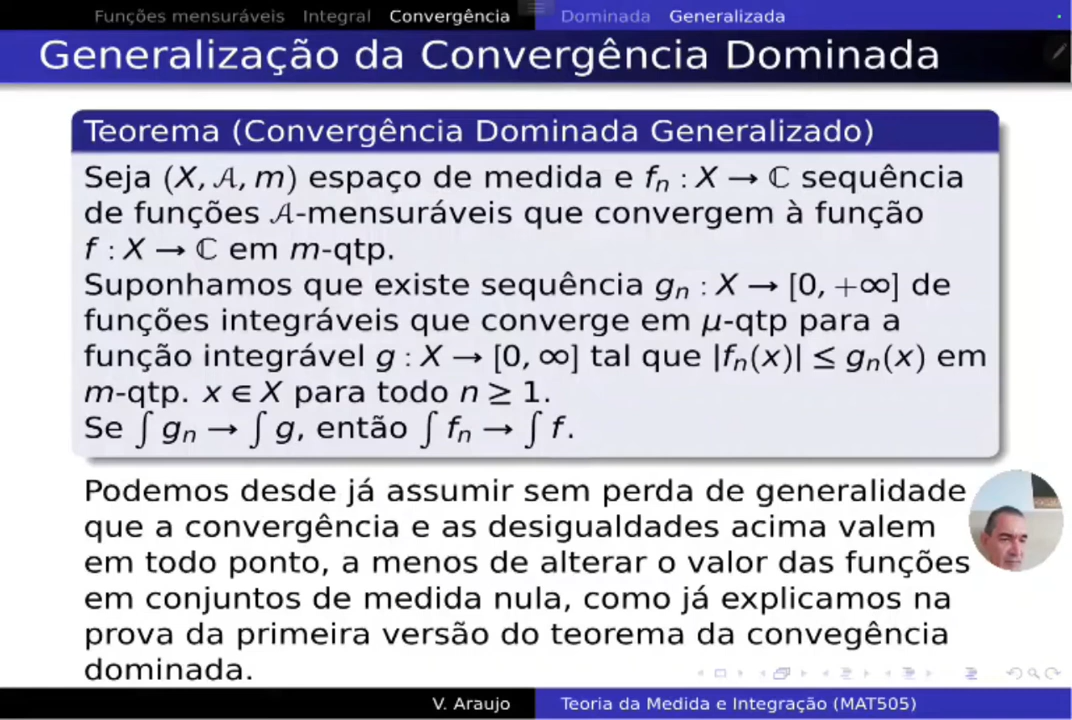 Funções mensuráveis Integral Convergência Dominada Generalizada
Generalização da Convergência Dominada
Teorema (Convergência Dominada Generalizado)
Seja (X, 𝒜, m) espaço de medida e fₙ : X → ℂ sequência
de funções 𝒜-mensuráveis que convergem à função
f : X → ℂ em m-qtp.
Suponhamos que existe sequência gₙ : X → [0, +∞] de
funções integráveis que converge em μ-qtp para a
função integrável g : X → [0, ∞] tal que |fₙ(x)| ≤ gₙ(x) em
m-qtp. x ∈ X para todo n ≥ 1.
Se ∫ gₙ → ∫ g, então ∫ fₙ → ∫ f.
Podemos desde já assumir sem perda de generalidade
que a convergência e as desigualdades acima valem
em todo ponto, a menos de alterar o valor das funções
em conjuntos de medida nula, como já explicamos na
prova da primeira versão do teorema da convegência
dominada.
V. Araujo Teoria da Medida e Integração (MAT505)